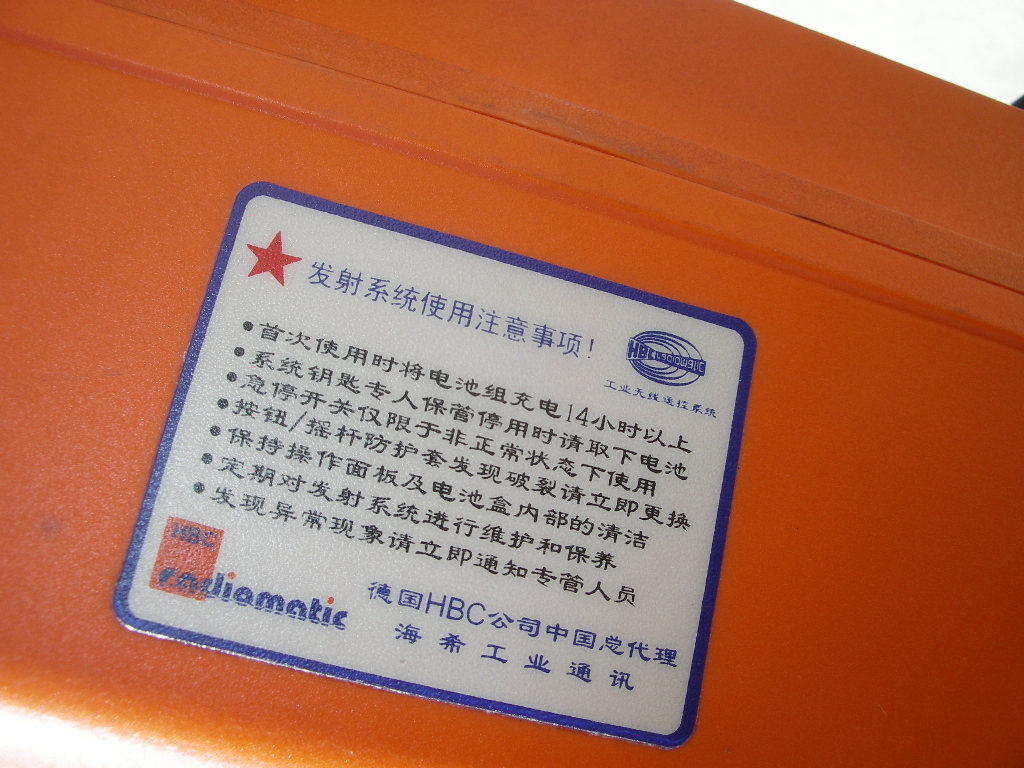 发射系统使用注意事项!
HBC radiomatic
工业无线遥控系统
●首次使用时将电池组充电14小时以上
●系统钥匙专人保管停用时请取下电池
●急停开关仅限于非正常状态下使用
●按钮/摇杆防护套发现破裂请立即更换
●保持操作面板及电池盒内部的清洁
●定期对发射系统进行维护和保养
●发现异常现象请立即通知专管人员
HBC
radiomatic
德国HBC公司中国总代理
海希工业通讯